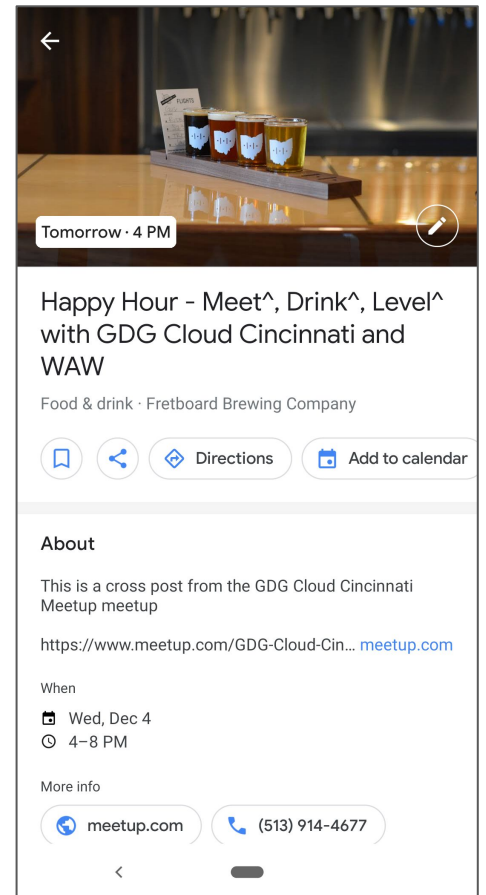 FLIGHTS
Tomorrow · 4 PM
Happy Hour - Meet^, Drink^, Level^
with GDG Cloud Cincinnati and
WAW
Food & drink · Fretboard Brewing Company
Directions
Add to calendar
About
This is a cross post from the GDG Cloud Cincinnati
Meetup meetup
https://www.meetup.com/GDG-Cloud-Cin... meetup.com
When
Wed, Dec 4
4–8 PM
More info
meetup.com
(513) 914-4677